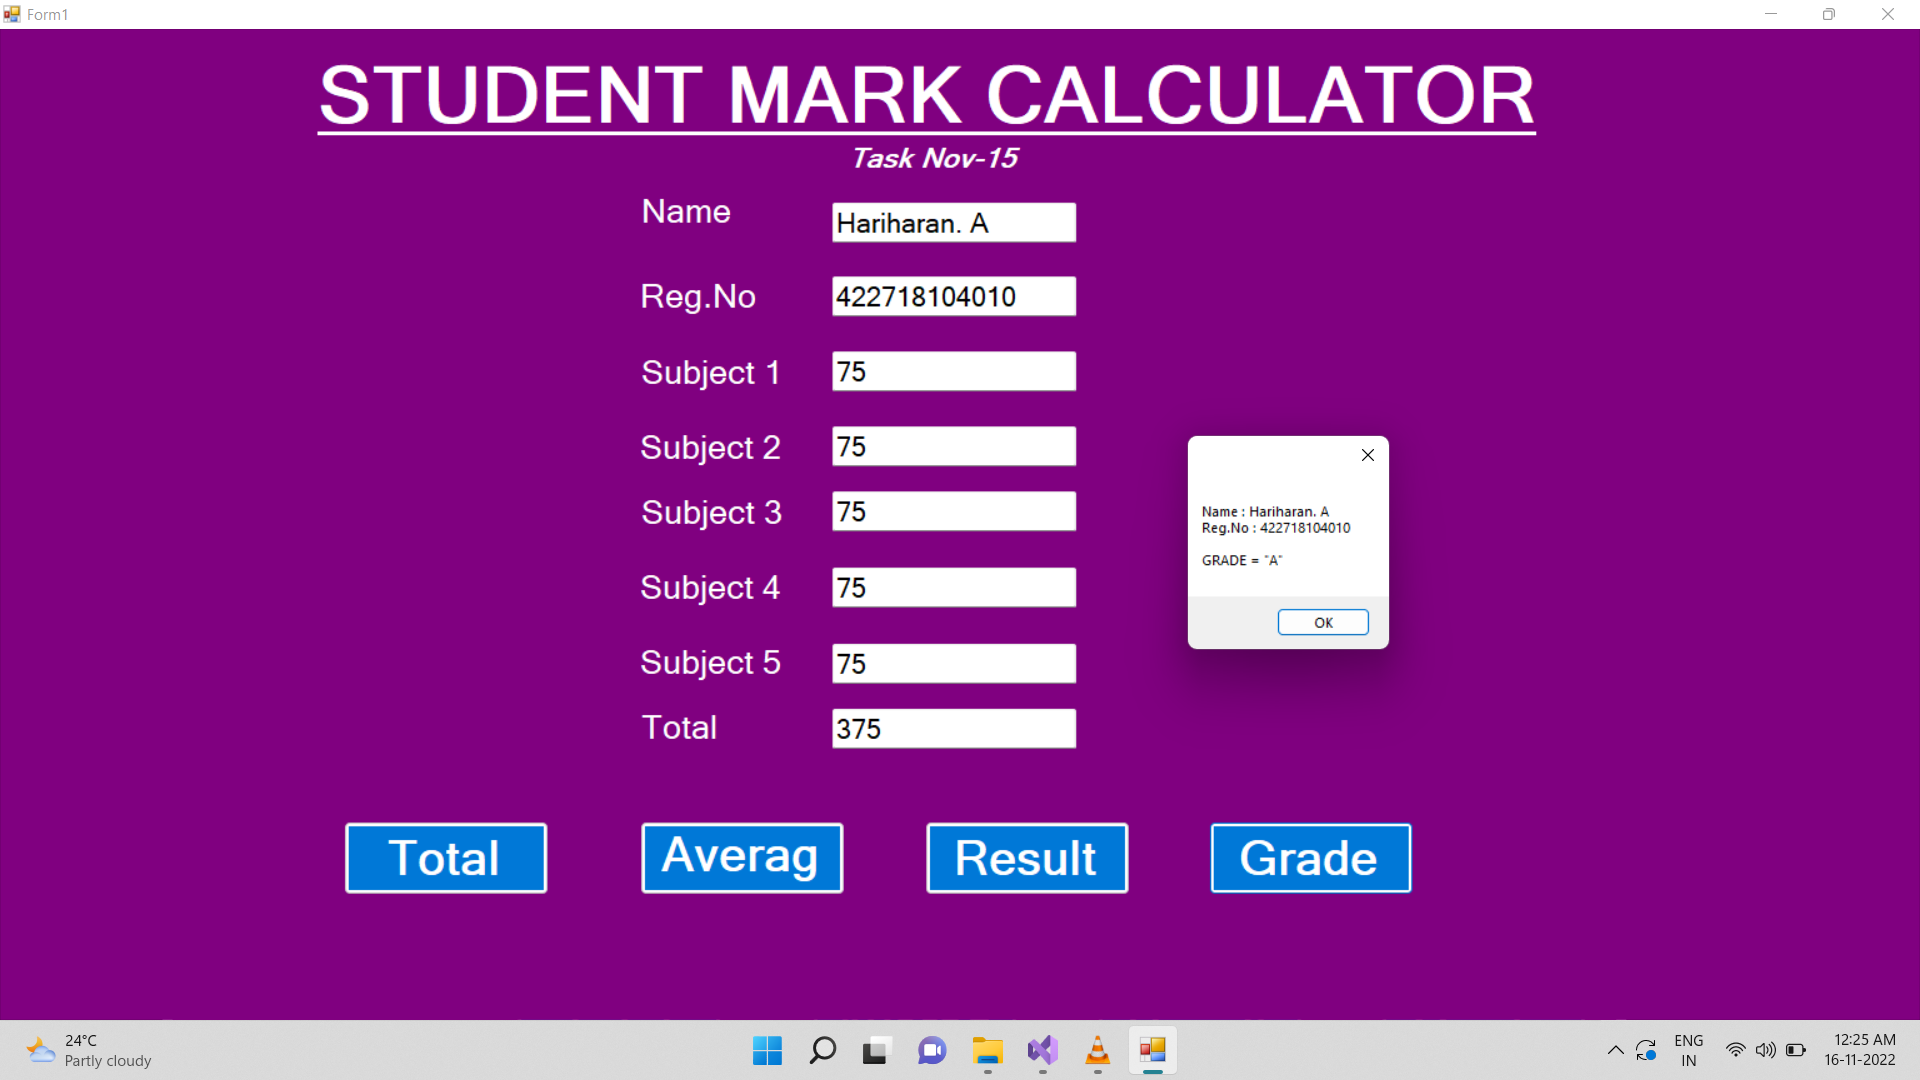 Form1
STUDENT MARK CALCULATOR
Task Nov-15
Name
Hariharan. A
Reg.No
422718104010
Subject 1
75
Subject 2
75
Subject 3
75
Subject 4
75
Subject 5
75
Total
375
Name : Hariharan. A
Reg.No : 422718104010
GRADE = "A"
OK
Total
Averag
Result
Grade
24°C
Partly cloudy
ENG
IN
12:25 AM
16-11-2022